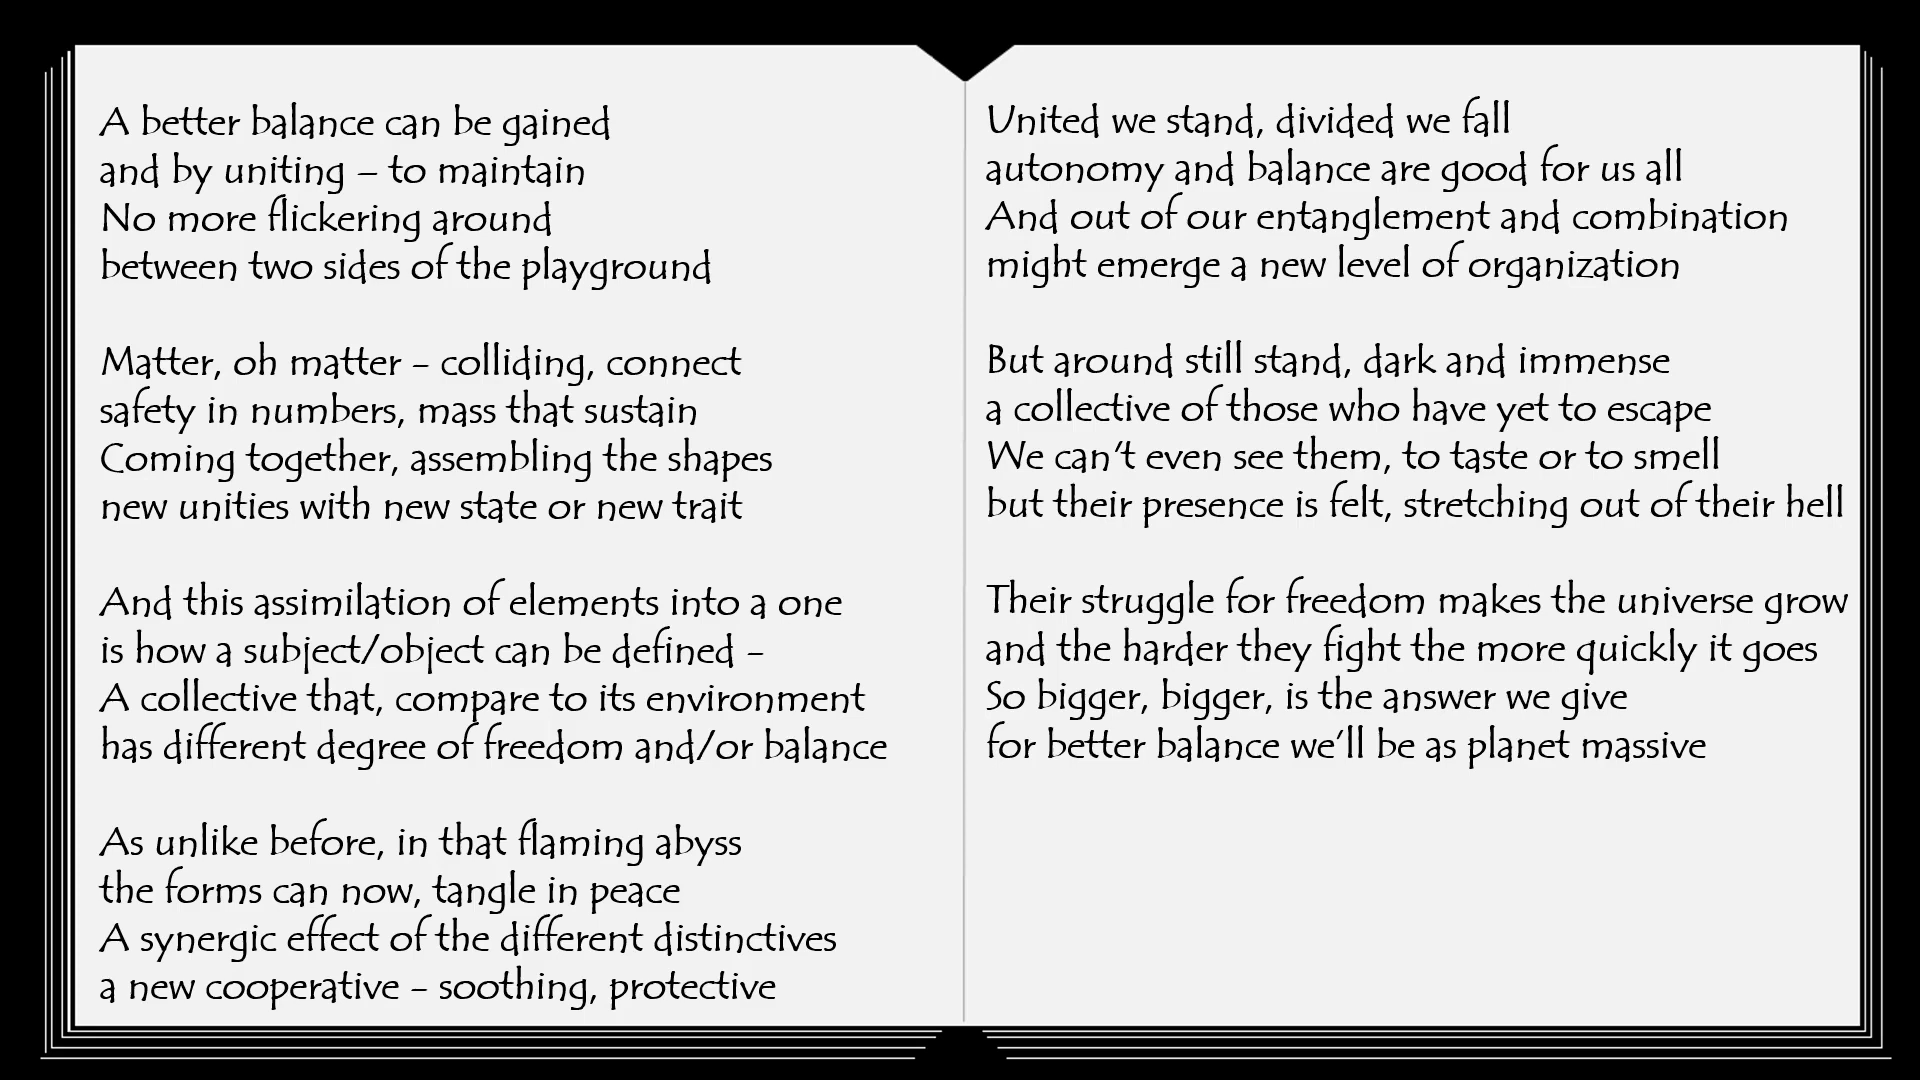 A better balance can be gained
and by uniting – to maintain
No more flickering around
between two sides of the playground
Matter, oh matter – colliding, connect
safety in numbers, mass that sustain
Coming together, assembling the shapes
new unities with new state or new trait
And this assimilation of elements into a one
is how a subject/object can be defined –
A collective that, compare to its environment
has different degree of freedom and/or balance
As unlike before, in that flaming abyss
the forms can now, tangle in peace
A synergic effect of the different distinctives
a new cooperative – soothing, protective
United we stand, divided we fall
autonomy and balance are good for us all
And out of our entanglement and combination
might emerge a new level of organization
But around still stand, dark and immense
a collective of those who have yet to escape
We can't even see them, to taste or to smell
but their presence is felt, stretching out of their hell
Their struggle for freedom makes the universe grow
and the harder they fight the more quickly it goes
So bigger, bigger, is the answer we give
for better balance we'll be as planet massive